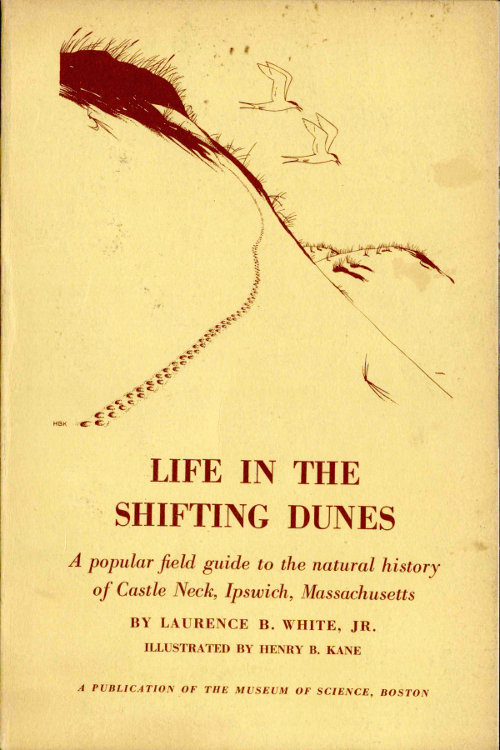 HBK
LIFE IN THE
SHIFTING DUNES
A popular field guide to the natural history
of Castle Neck, Ipswich, Massachusetts
BY LAURENCE B. WHITE, JR.
ILLUSTRATED BY HENRY B. KANE
A PUBLICATION OF THE MUSEUM OF SCIENCE, BOSTON